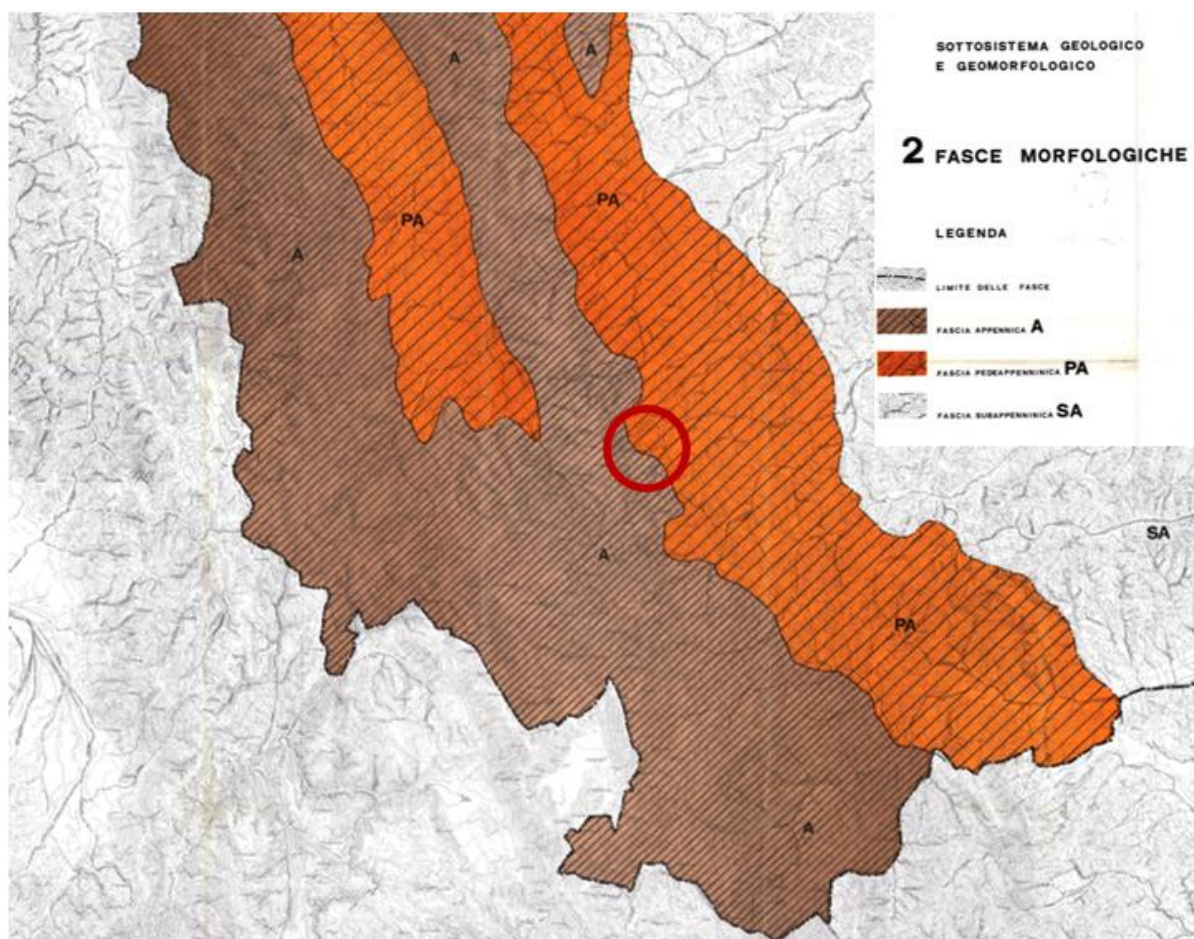 SOTTOSISTEMA GEOLOGICO
E GEOMORFOLOGICO
2 FASCE MORFOLOGICHE
LEGENDA
LIMITE DELLE FASCE
FASCIA APPENNICA A
FASCIA PEDEAPPENNINICA PA
FASCIA SUBAPPENNINICA SA
A
A
PA
PA
A
SA
A
PA
A